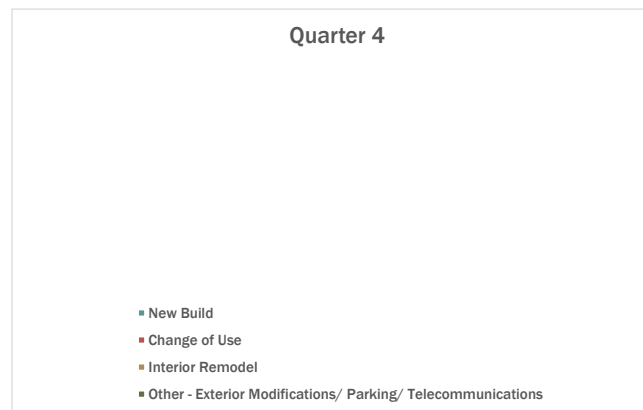 Quarter 4
New Build
Change of Use
Interior Remodel
Other - Exterior Modifications/ Parking/ Telecommunications